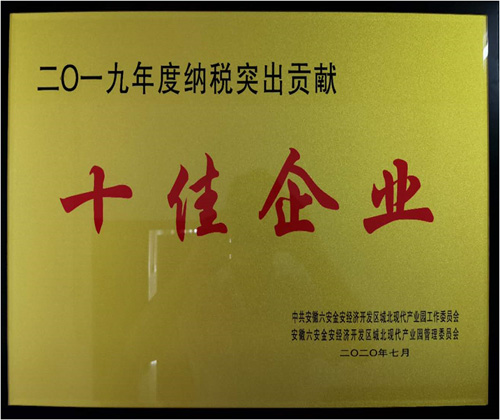 二〇一九年度纳税突出贡献
十佳企业
中共安徽六安金安经济开发区城北现代产业园工作委员会
安徽六安金安经济开发区城北现代产业园管理委员会
二〇二〇年七月